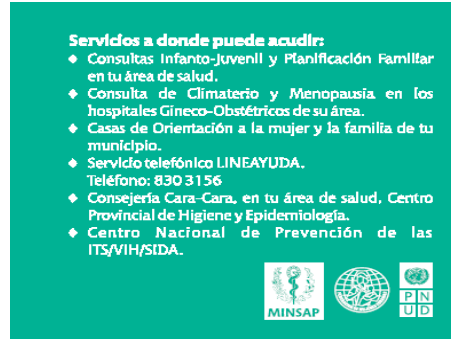 Servicios a donde puede acudir:
◆ Consultas Infanto-Juvenil y Planificación Familiar
en tu área de salud.
◆ Consulta de Climaterio y Menopausia en los
hospitales Gineco-Obstétricos de su área.
◆ Casas de Orientación a la mujer y la familia de tu
municipio.
◆ Servicio telefónico LINEAYUDA.
Teléfono: 830 3156
◆ Consejería Cara-Cara, en tu área de salud, Centro
Provincial de Higiene y Epidemiología.
◆ Centro Nacional de Prevención de las
ITS/VIH/SIDA.
MINSAP
PN
UD